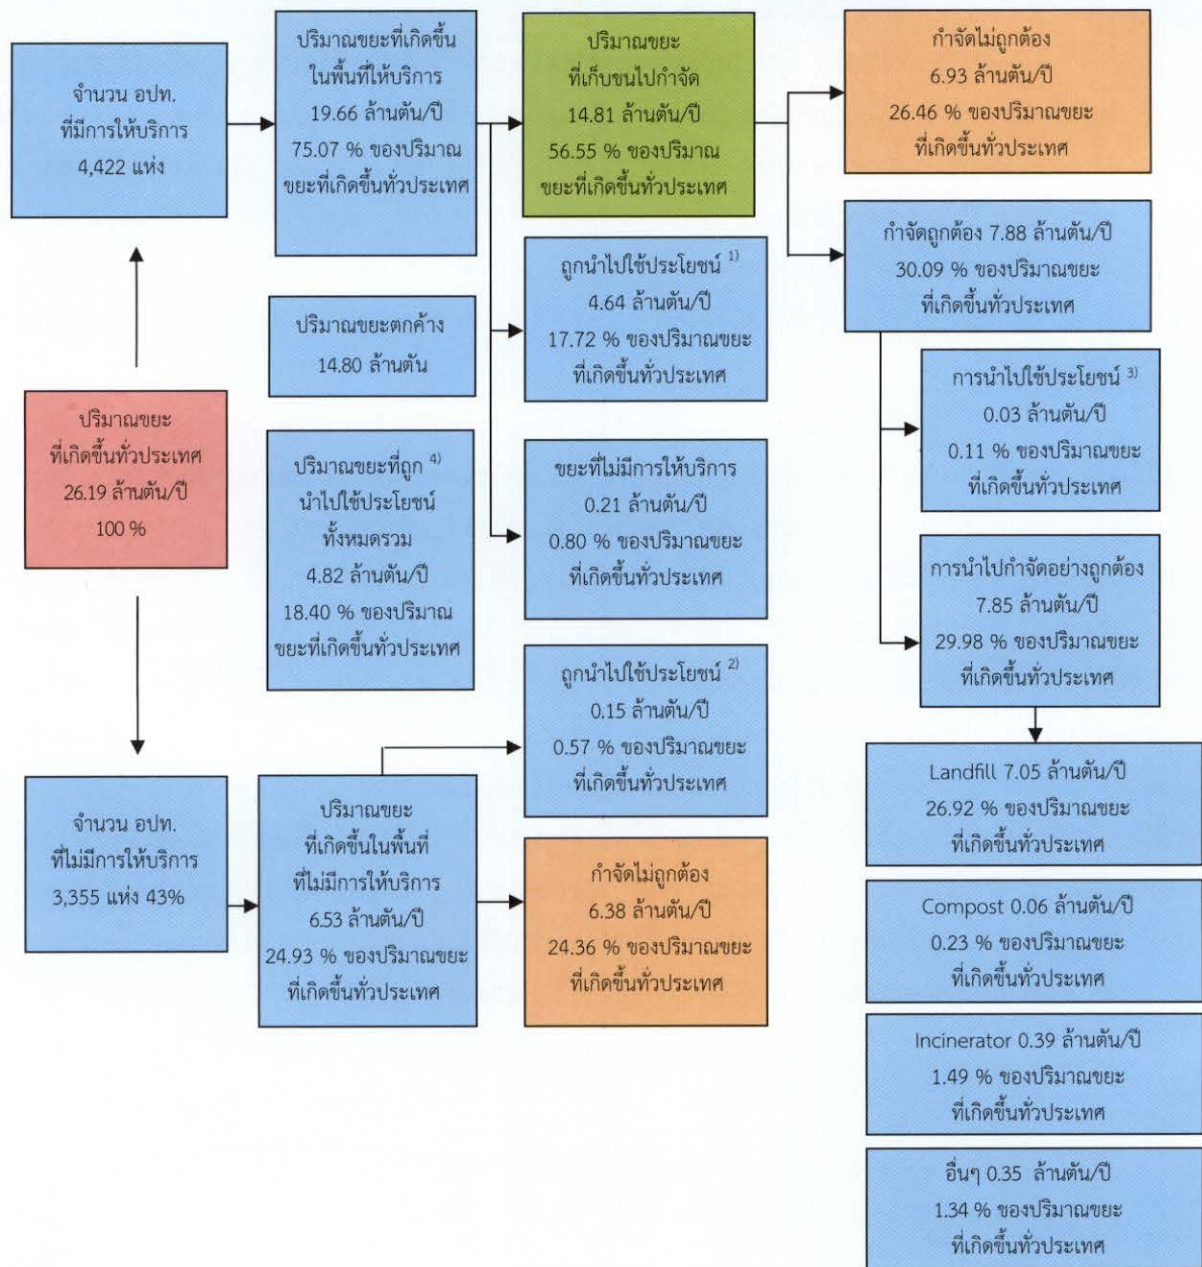 จำนวน อปท.
ที่มีการให้บริการ
4,422 แห่ง
ปริมาณขยะที่เกิดขึ้น
ในพื้นที่ให้บริการ
19.66 ล้านตัน/ปี
75.07 % ของปริมาณ
ขยะที่เกิดขึ้นทั่วประเทศ
ปริมาณขยะ
ที่เก็บขนไปกำจัด
14.81 ล้านตัน/ปี
56.55 % ของปริมาณ
ขยะที่เกิดขึ้นทั่วประเทศ
กำจัดไม่ถูกต้อง
6.93 ล้านตัน/ปี
26.46 % ของปริมาณขยะ
ที่เกิดขึ้นทั่วประเทศ
กำจัดถูกต้อง 7.88 ล้านตัน/ปี
30.09 % ของปริมาณขยะ
ที่เกิดขึ้นทั่วประเทศ
ถูกนำไปใช้ประโยชน์ 1)
4.64 ล้านตัน/ปี
17.72 % ของปริมาณขยะ
ที่เกิดขึ้นทั่วประเทศ
ปริมาณขยะตกค้าง
14.80 ล้านตัน
การนำไปใช้ประโยชน์ 3)
0.03 ล้านตัน/ปี
0.11 % ของปริมาณขยะ
ที่เกิดขึ้นทั่วประเทศ
ปริมาณขยะ
ที่เกิดขึ้นทั่วประเทศ
26.19 ล้านตัน/ปี
100 %
ปริมาณขยะที่ถูก 4)
นำไปใช้ประโยชน์
ทั้งหมดรวม
4.82 ล้านตัน/ปี
18.40 % ของปริมาณ
ขยะที่เกิดขึ้นทั่วประเทศ
ขยะที่ไม่มีการให้บริการ
0.21 ล้านตัน/ปี
0.80 % ของปริมาณขยะ
ที่เกิดขึ้นทั่วประเทศ
การนำไปกำจัดอย่างถูกต้อง
7.85 ล้านตัน/ปี
29.98 % ของปริมาณขยะ
ที่เกิดขึ้นทั่วประเทศ
ถูกนำไปใช้ประโยชน์ 2)
0.15 ล้านตัน/ปี
0.57 % ของปริมาณขยะ
ที่เกิดขึ้นทั่วประเทศ
จำนวน อปท.
ที่ไม่มีการให้บริการ
3,355 แห่ง 43%
ปริมาณขยะ
ที่เกิดขึ้นในพื้นที่
ที่ไม่มีการให้บริการ
6.53 ล้านตัน/ปี
24.93 % ของปริมาณขยะ
ที่เกิดขึ้นทั่วประเทศ
กำจัดไม่ถูกต้อง
6.38 ล้านตัน/ปี
24.36 % ของปริมาณขยะ
ที่เกิดขึ้นทั่วประเทศ
Landfill 7.05 ล้านตัน/ปี
26.92 % ของปริมาณขยะ
ที่เกิดขึ้นทั่วประเทศ
Compost 0.06 ล้านตัน/ปี
0.23 % ของปริมาณขยะ
ที่เกิดขึ้นทั่วประเทศ
Incinerator 0.39 ล้านตัน/ปี
1.49 % ของปริมาณขยะ
ที่เกิดขึ้นทั่วประเทศ
อื่นๆ 0.35 ล้านตัน/ปี
1.34 % ของปริมาณขยะ
ที่เกิดขึ้นทั่วประเทศ